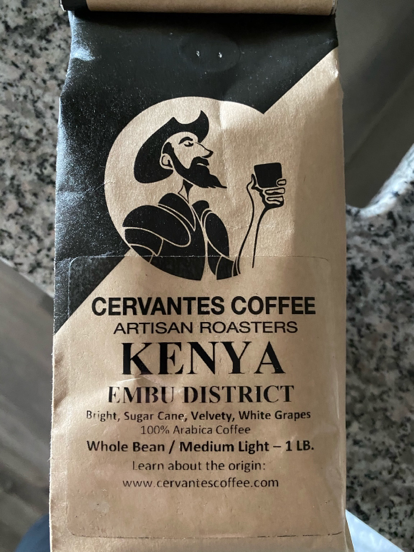 CERVANTES COFFEE
ARTISAN ROASTERS
KENYA
EMBU DISTRICT
Bright, Sugar Cane, Velvety, White Grapes
100% Arabica Coffee
Whole Bean / Medium Light – 1 LB.
Learn about the origin:
www.cervantescoffee.com